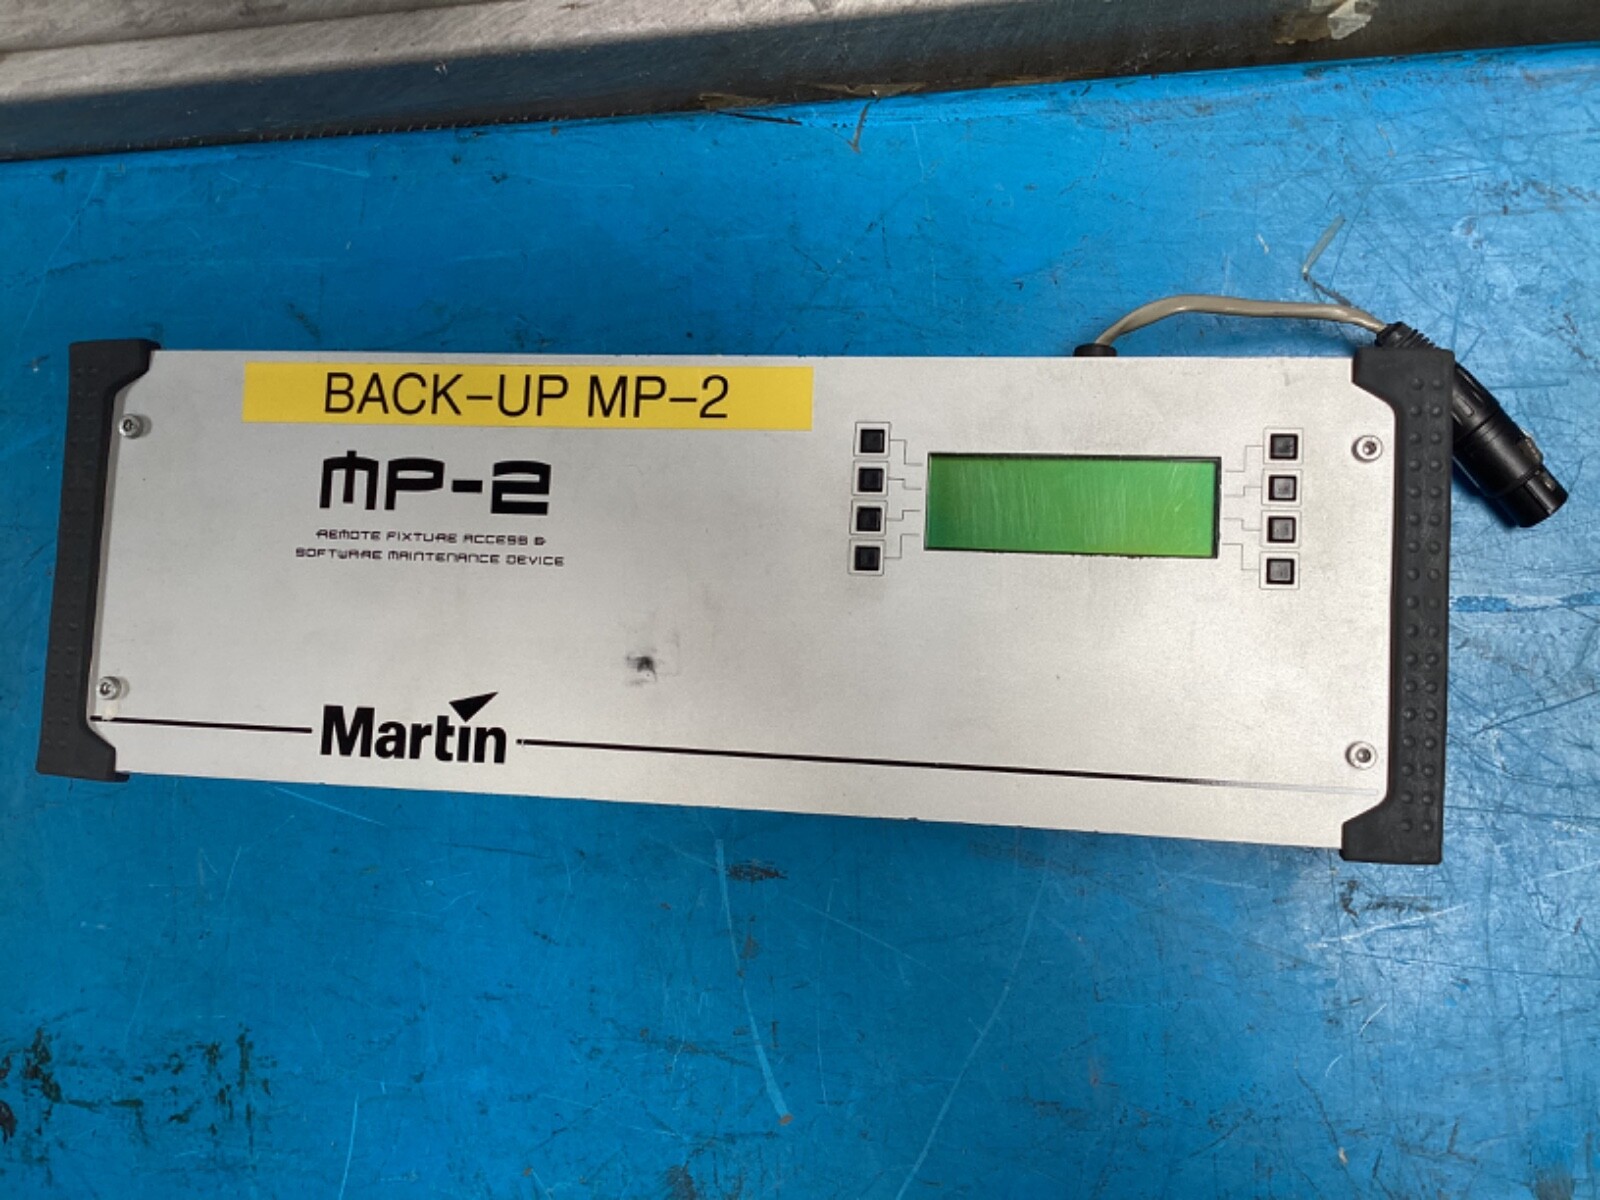 BACK-UP MP-2
MP-2
REMOTE FIXTURE ACCESS &
SOFTWARE MAINTENANCE DEVICE
Martin